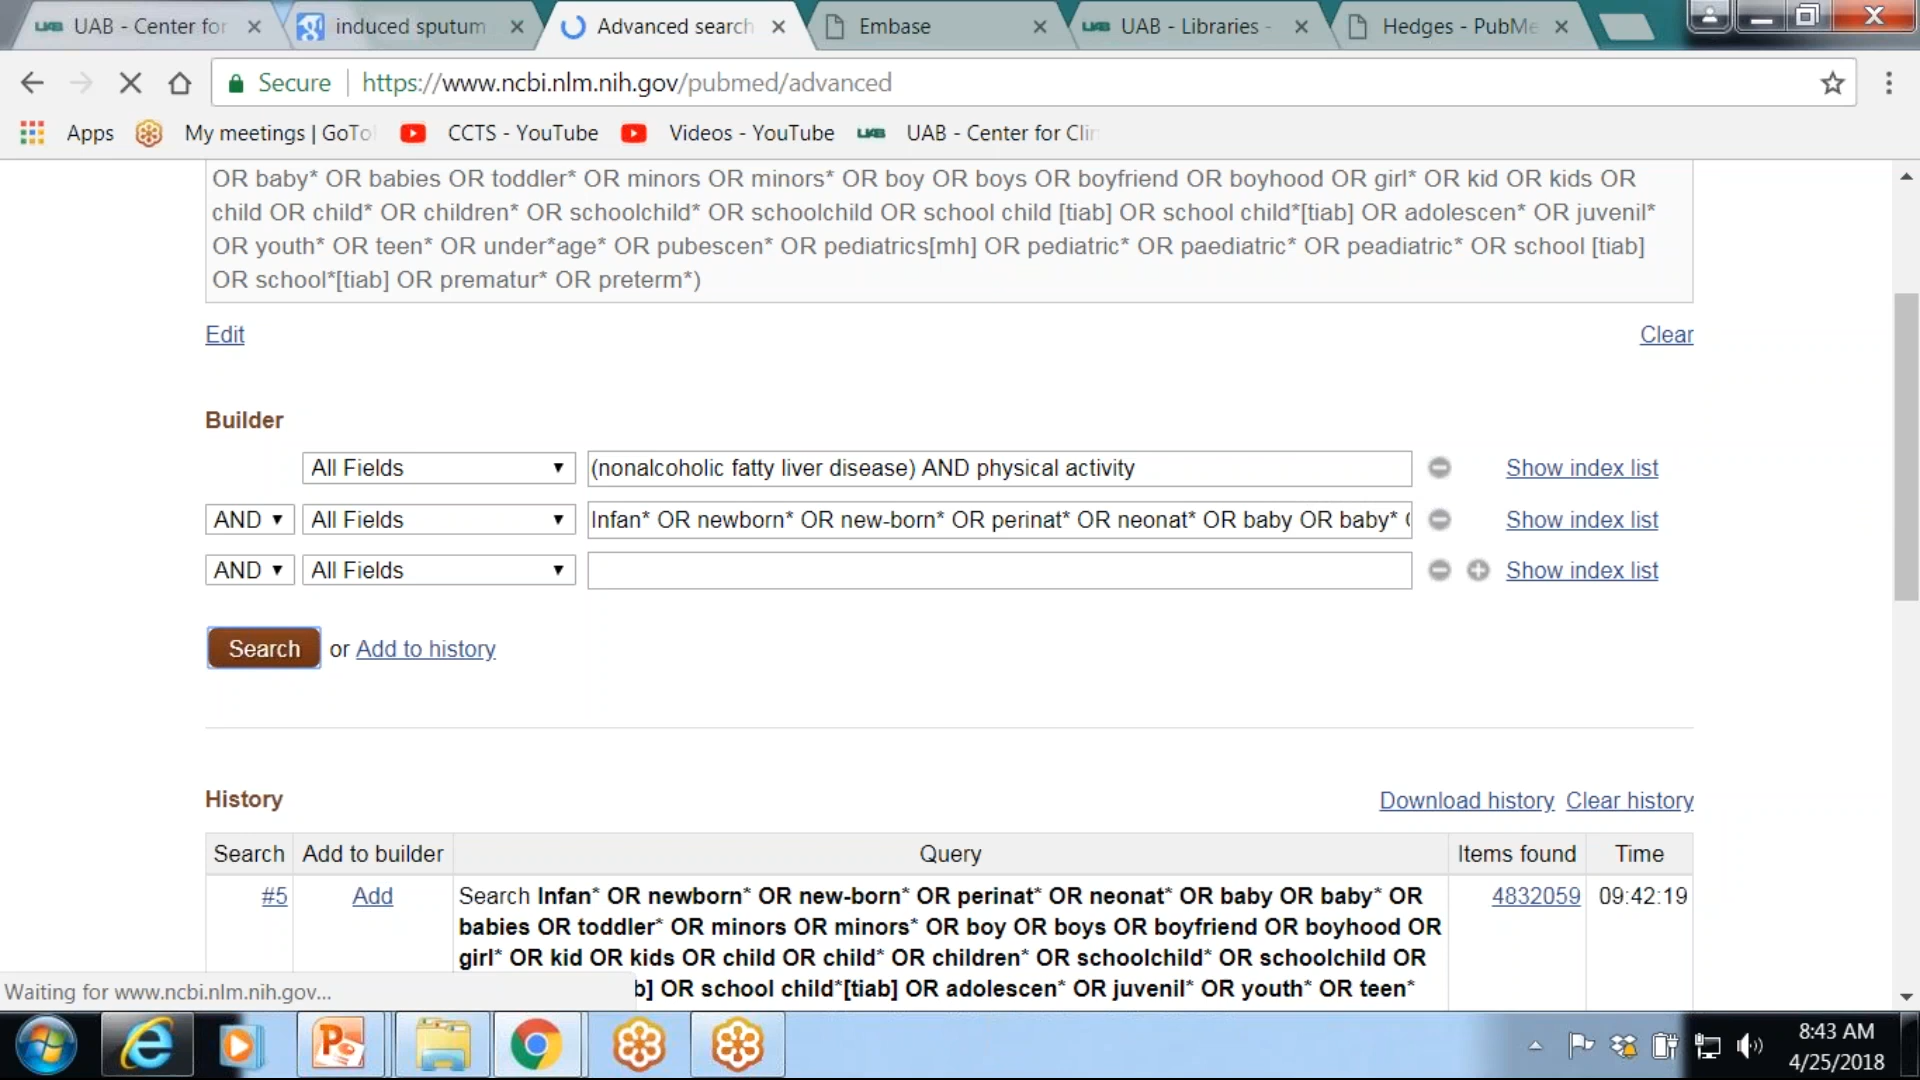 UAB - Center for
induced sputum
Advanced search
Embase
UAB - Libraries -
Hedges - PubMe
Secure
https://www.ncbi.nlm.nih.gov/pubmed/advanced
Apps
My meetings | GoTo
CCTS - YouTube
Videos - YouTube
UAB
UAB - Center for Clin
OR baby* OR babies OR toddler* OR minors OR minors* OR boy OR boys OR boyfriend OR boyhood OR girl* OR kid OR kids OR
child OR child* OR children* OR schoolchild* OR schoolchild OR school child [tiab] OR school child*[tiab] OR adolescen* OR juvenil*
OR youth* OR teen* OR under*age* OR pubescen* OR pediatrics[mh] OR pediatric* OR paediatric* OR peadiatric* OR school [tiab]
OR school*[tiab] OR prematur* OR preterm*)
Edit
Clear
Builder
All Fields
(nonalcoholic fatty liver disease) AND physical activity
Show index list
AND
All Fields
Infan* OR newborn* OR new-born* OR perinat* OR neonat* OR baby OR baby*
Show index list
AND
All Fields
Show index list
Search or Add to history
History
Download history
Clear history
Search
Add to builder
Query
Items found
Time
#5
Add
Search Infan* OR newborn* OR new-born* OR perinat* OR neonat* OR baby OR baby* OR
babies OR toddler* OR minors OR minors* OR boy OR boys OR boyfriend OR boyhood OR
girl* OR kid OR kids OR child OR child* OR children* OR schoolchild* OR schoolchild OR
b] OR school child*[tiab] OR adolescen* OR juvenil* OR youth* OR teen*
4832059
09:42:19
Waiting for www.ncbi.nlm.nih.gov...
8:43 AM
4/25/2018